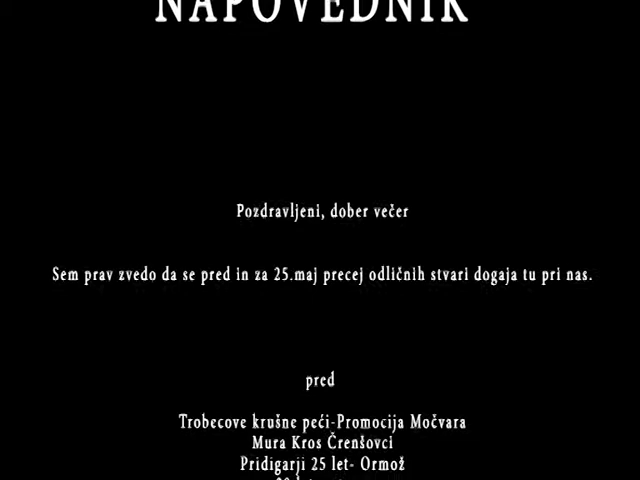 NAPOVEDNIK
Pozdravljeni, dober večer
Sem prav zvedo da se pred in za 25.maj precej odličnih stvari dogaja tu pri nas.
pred
Trobecove krušne peći-Promocija Močvara
Mura Kros Črenšovci
Pridigarji 25 let- Ormož